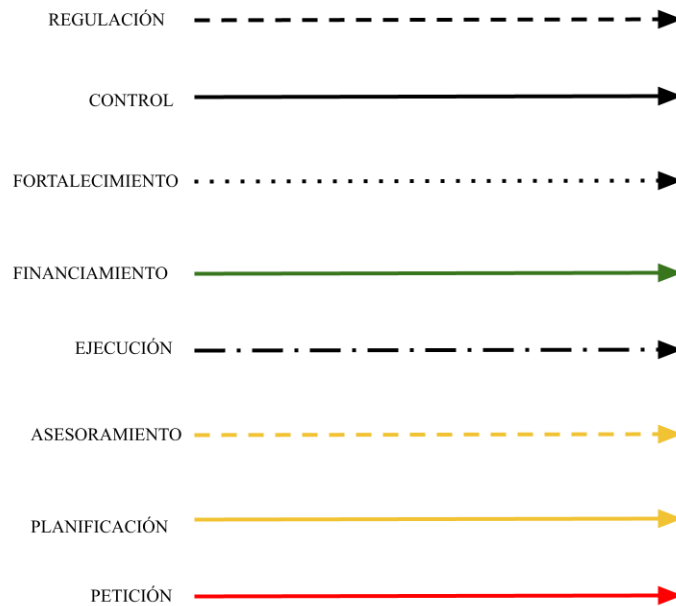 REGULACIÓN
CONTROL
FORTALECIMIENTO
FINANCIAMIENTO
EJECUCIÓN
ASESORAMIENTO
PLANIFICACIÓN
PETICIÓN